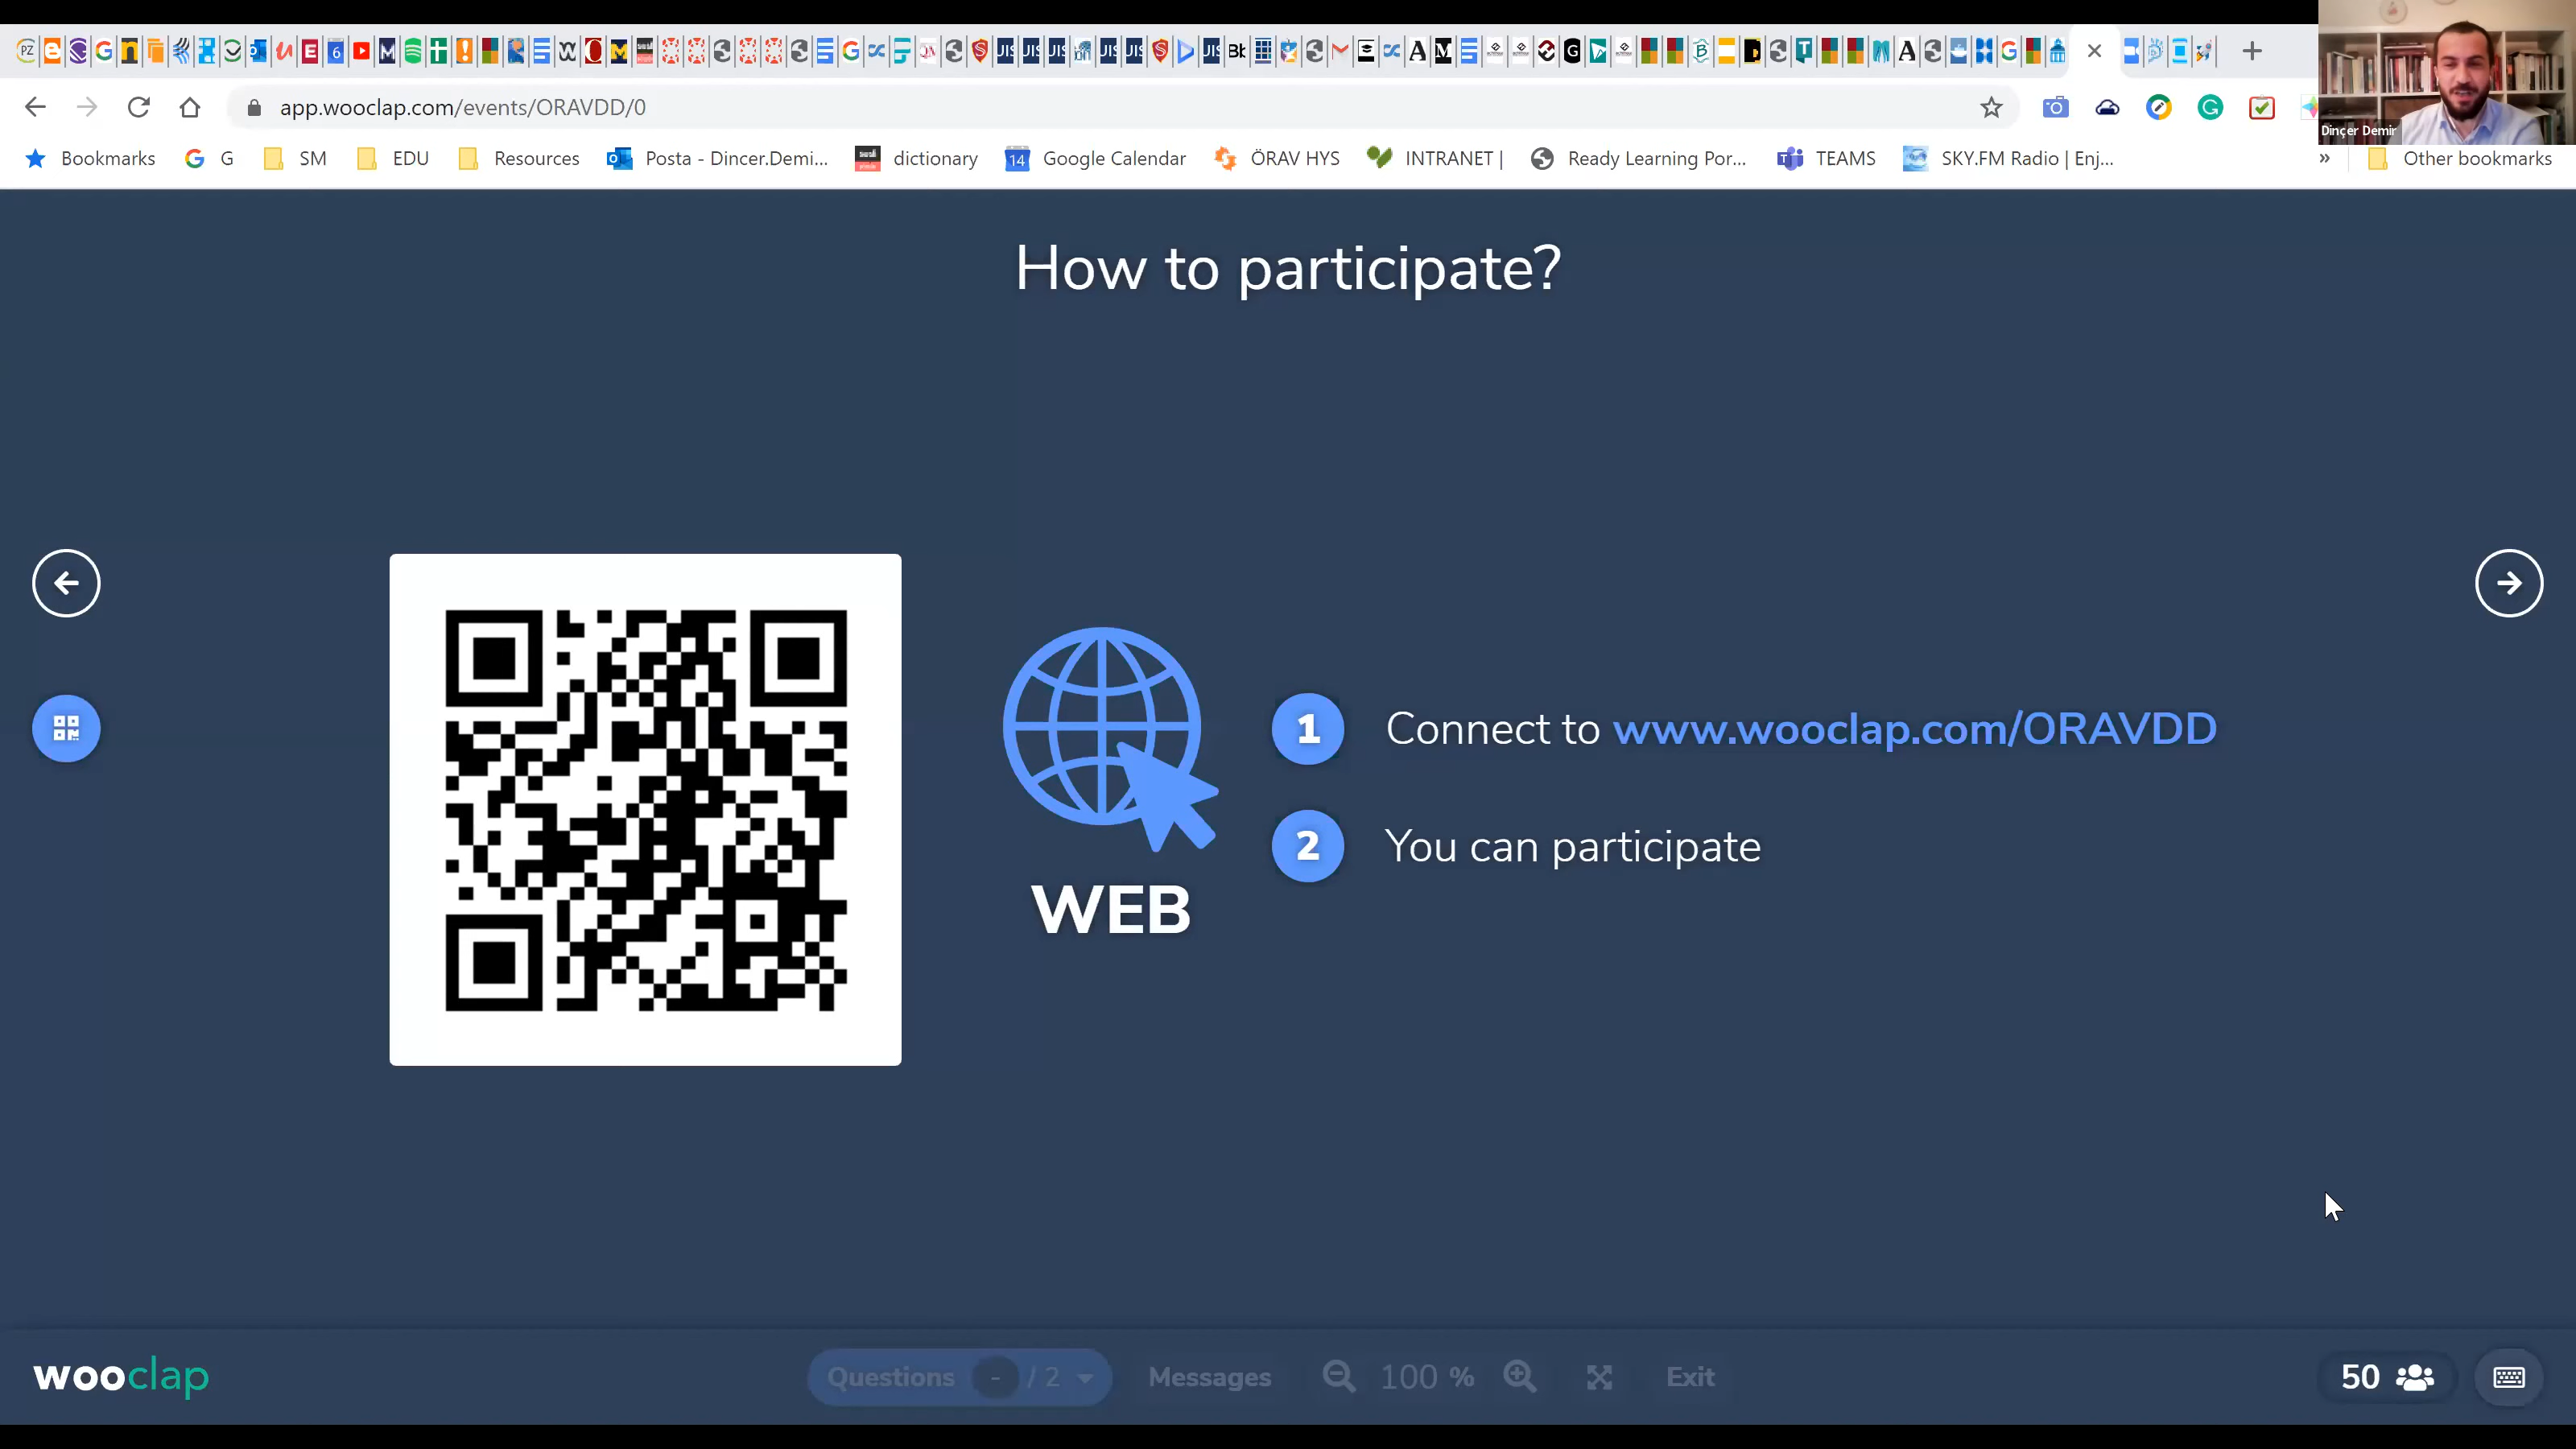 app.wooclap.com/events/ORAVDD/0
Dinçer Demir
Bookmarks G SM EDU Resources Posta - Dincer.Demi... dictionary Google Calendar ÖRAV HYS INTRANET | Ready Learning Por... TEAMS SKY.FM Radio | Enj... » Other bookmarks
How to participate?
1 Connect to www.wooclap.com/ORAVDD
2 You can participate
WEB
wooclap
Questions - / 2 Messages 100 % Exit
50